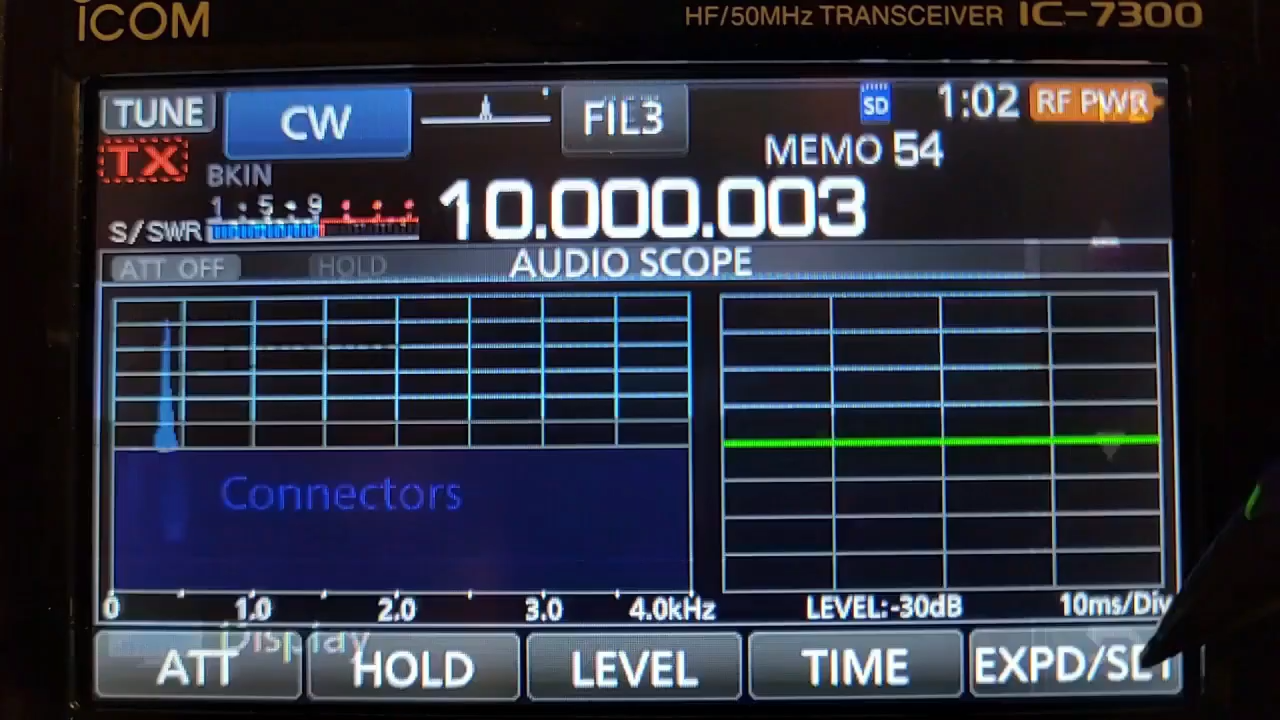 ICOM
HF/50MHz TRANSCEIVER IC-7300
TUNE CW FIL3 SD 1:02 RF PWR
TX BKIN MEMO 54
1 · 5 · 9
S/SWR 10.000.003
AUDIO SCOPE
ATT OFF HOLD
Connectors
0 1.0 2.0 3.0 4.0kHz LEVEL:-30dB 10ms/Div
Display
ATT HOLD LEVEL TIME EXPD/SET